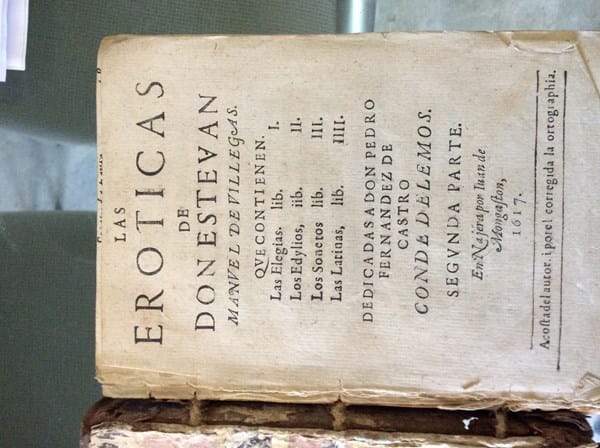 LAS
EROTICAS
DE
DON ESTEVAN
MANVEL DE VILLEGAS.
QVE CONTIENEN.
Las Elegias. lib. I.
Los Edylios, iib. II.
Los Sonetos lib. III.
Las Latinas, lib. IIII.
DEDICADAS A DON PEDRO
FERNANDEZ DE
CASTRO
CONDE DE LEMOS.
SEGVNDA PARTE.
En Najera por Iuan de
Mongaſton,
1617.
Acoſta del autor, i por el corregida la ortographia.